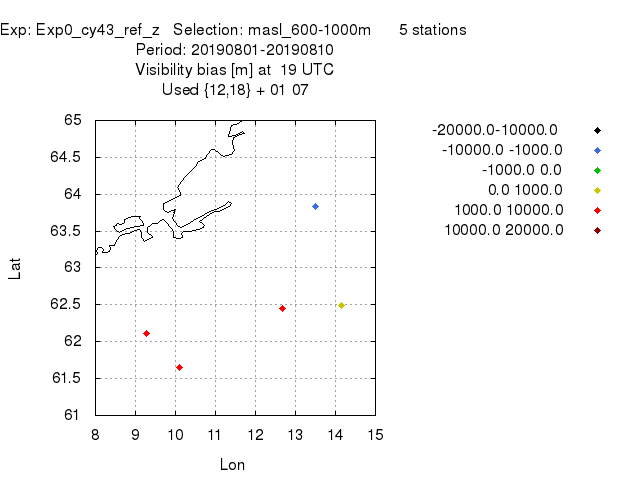 Exp: Exp0_cy43_ref_z   Selection: masl_600-1000m      5 stations
Period: 20190801-20190810
Visibility bias [m] at  19 UTC
Used {12,18} + 01 07
-20000.0-10000.0
-10000.0 -1000.0
-1000.0 0.0
0.0 1000.0
1000.0 10000.0
10000.0 20000.0
65
64.5
64
63.5
63
62.5
62
61.5
61
Lat
8 9 10 11 12 13 14 15
Lon